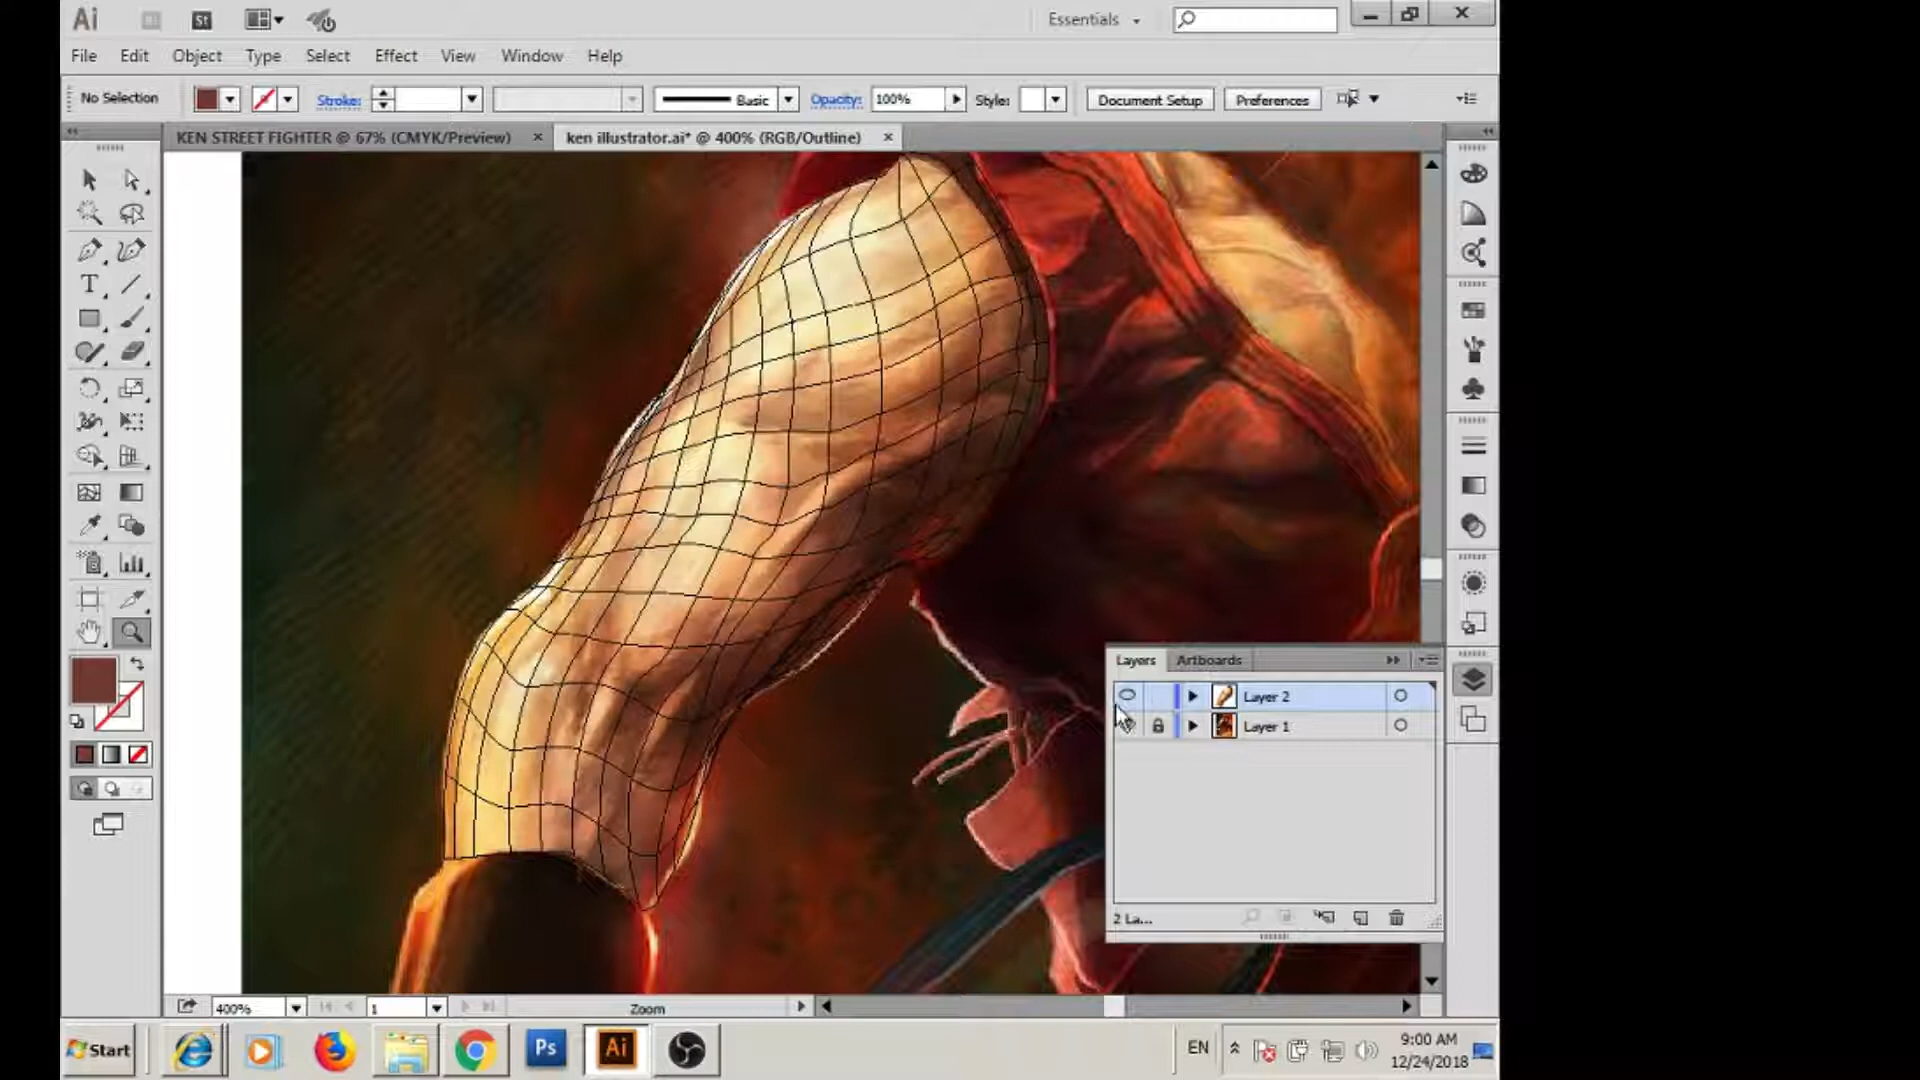 Ai
St
Essentials
File Edit Object Type Select Effect View Window Help
No Selection Stroke: Basic Opacity: 100% Style: Document Setup Preferences
KEN STREET FIGHTER @ 67% (CMYK/Preview) × ken illustrator.ai* @ 400% (RGB/Outline) ×
T
Layers Artboards
Layer 2
Layer 1
2 La...
400% 1 Zoom
Start Ps Ai EN 9:00 AM
12/24/2018